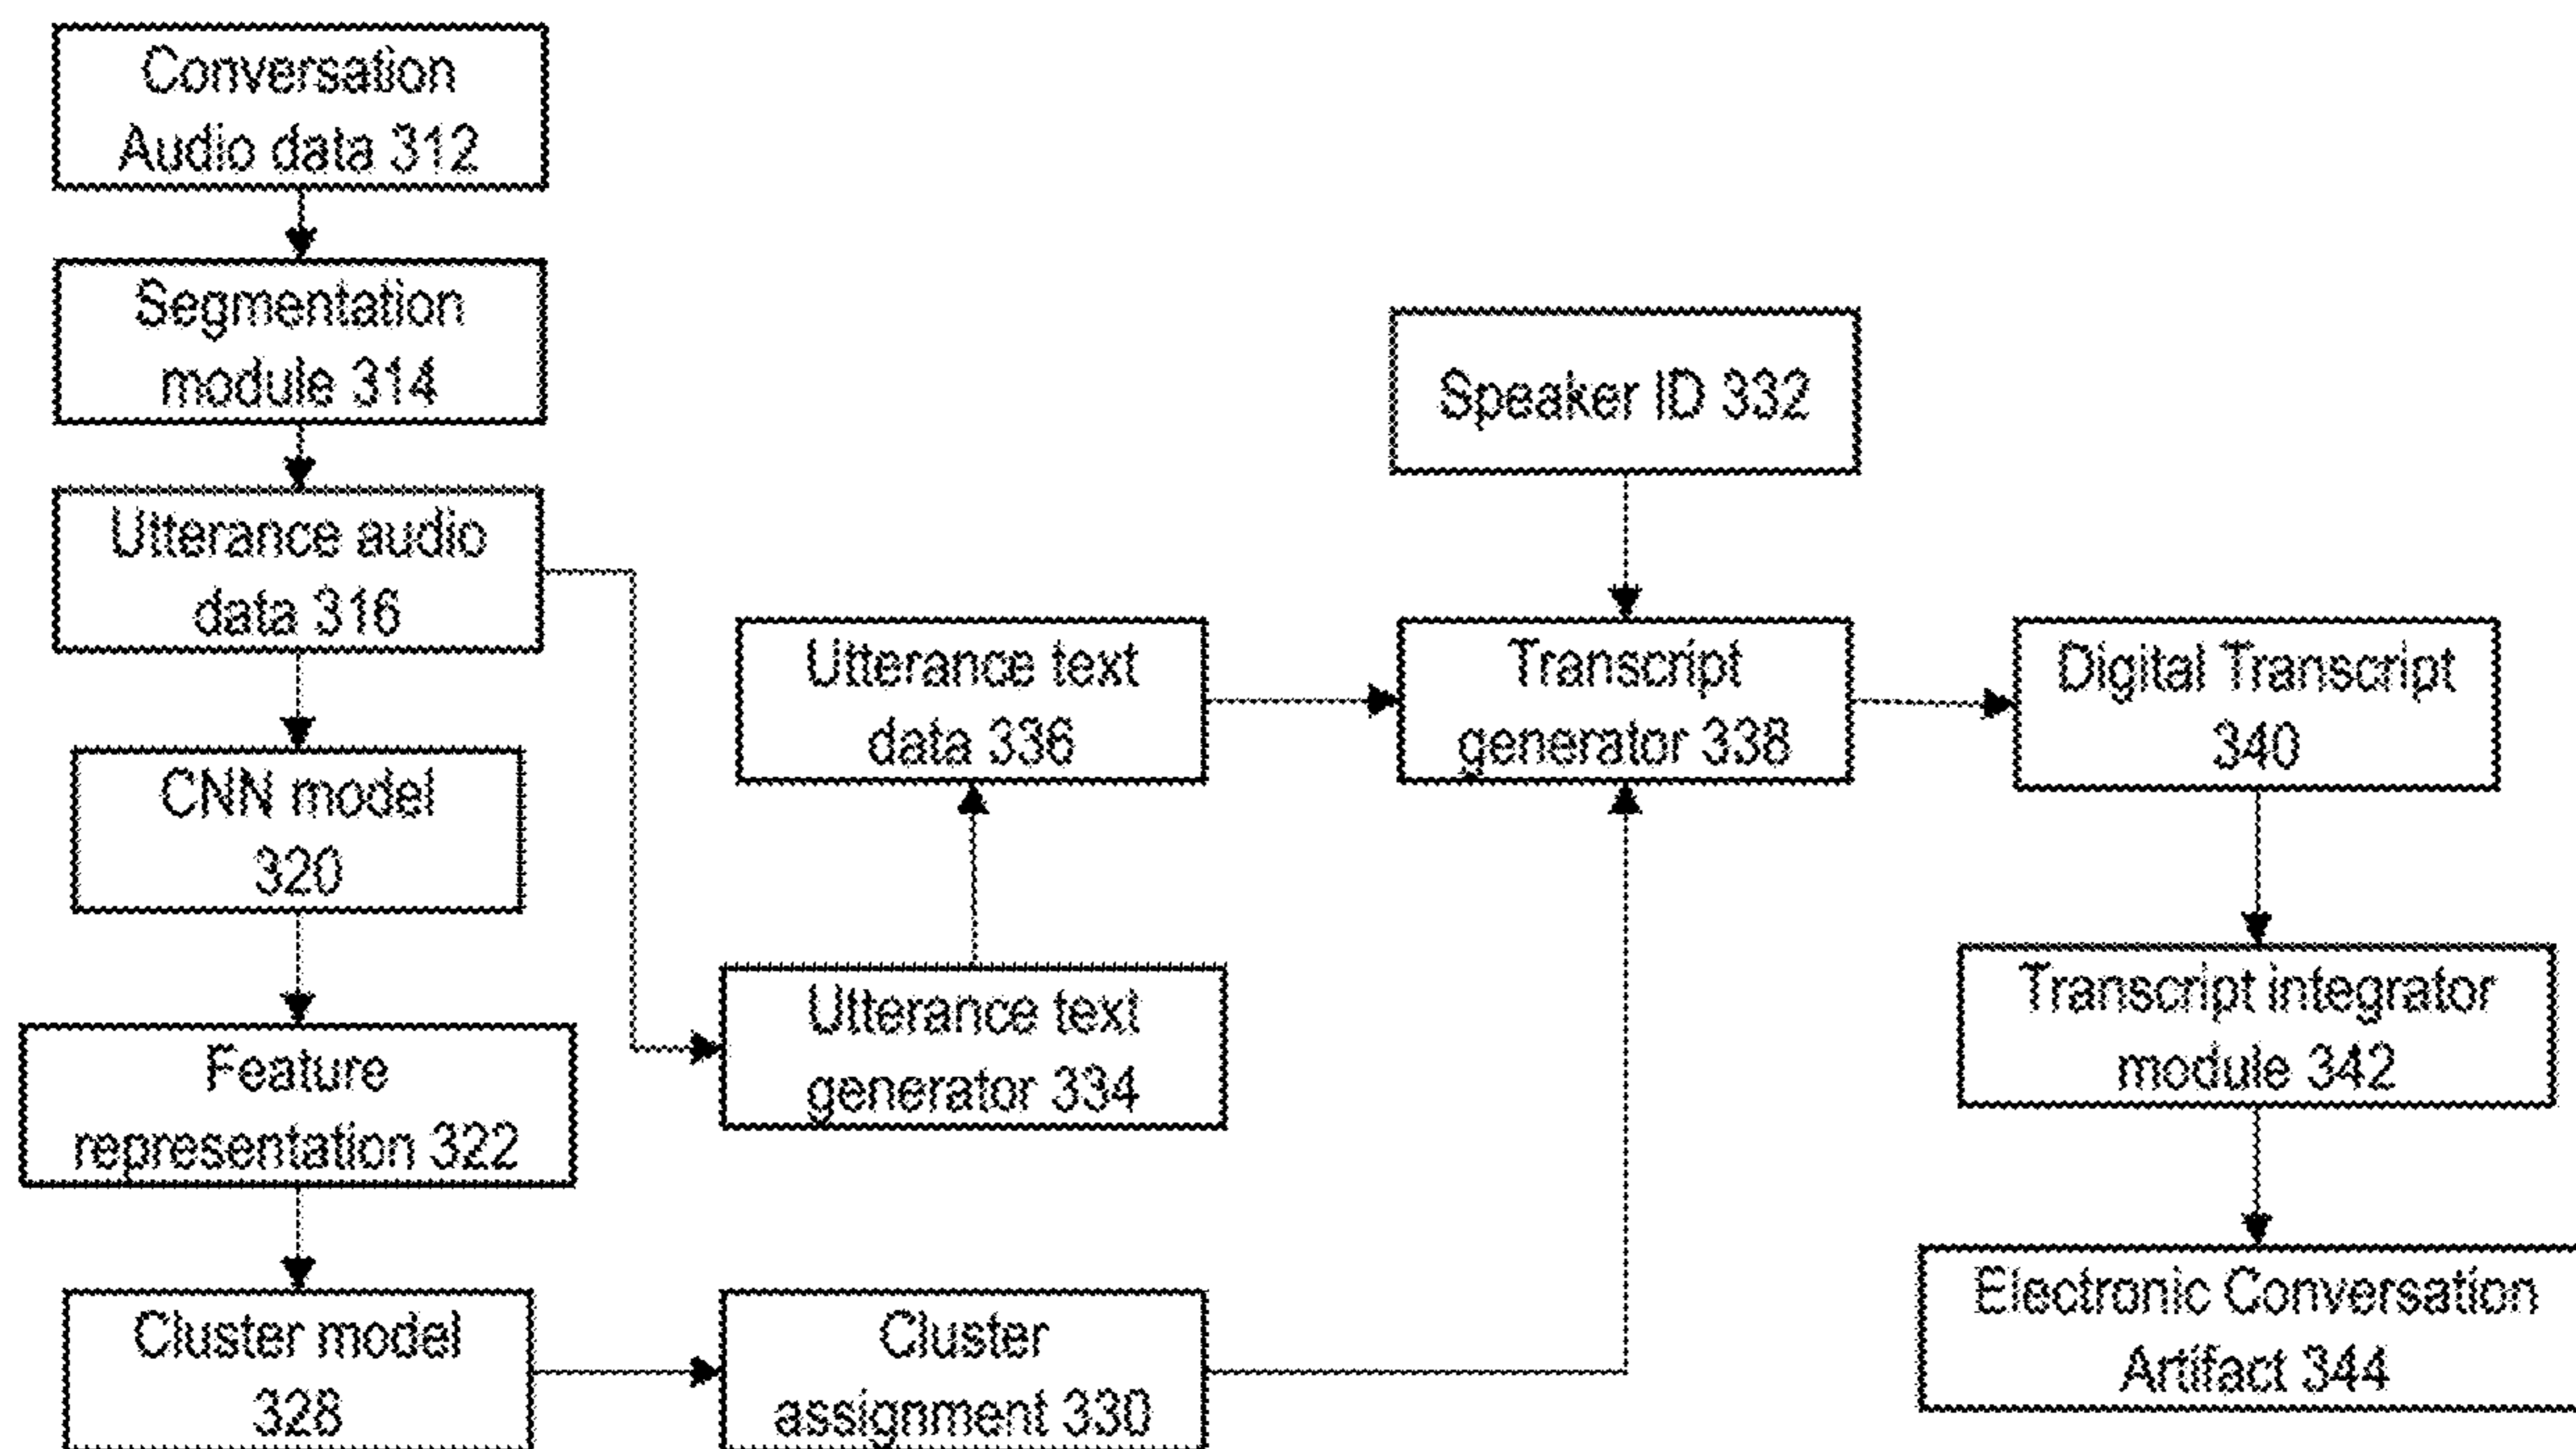 Conversation
Audio data 312
Segmentation
module 314
Utterance audio
data 316
CNN model
320
Feature
representation 322
Cluster model
328
Utterance text
data 336
Utterance text
generator 334
Cluster
assignment 330
Speaker ID 332
Transcript
generator 338
Digital Transcript
340
Transcript integrator
module 342
Electronic Conversation
Artifact 344